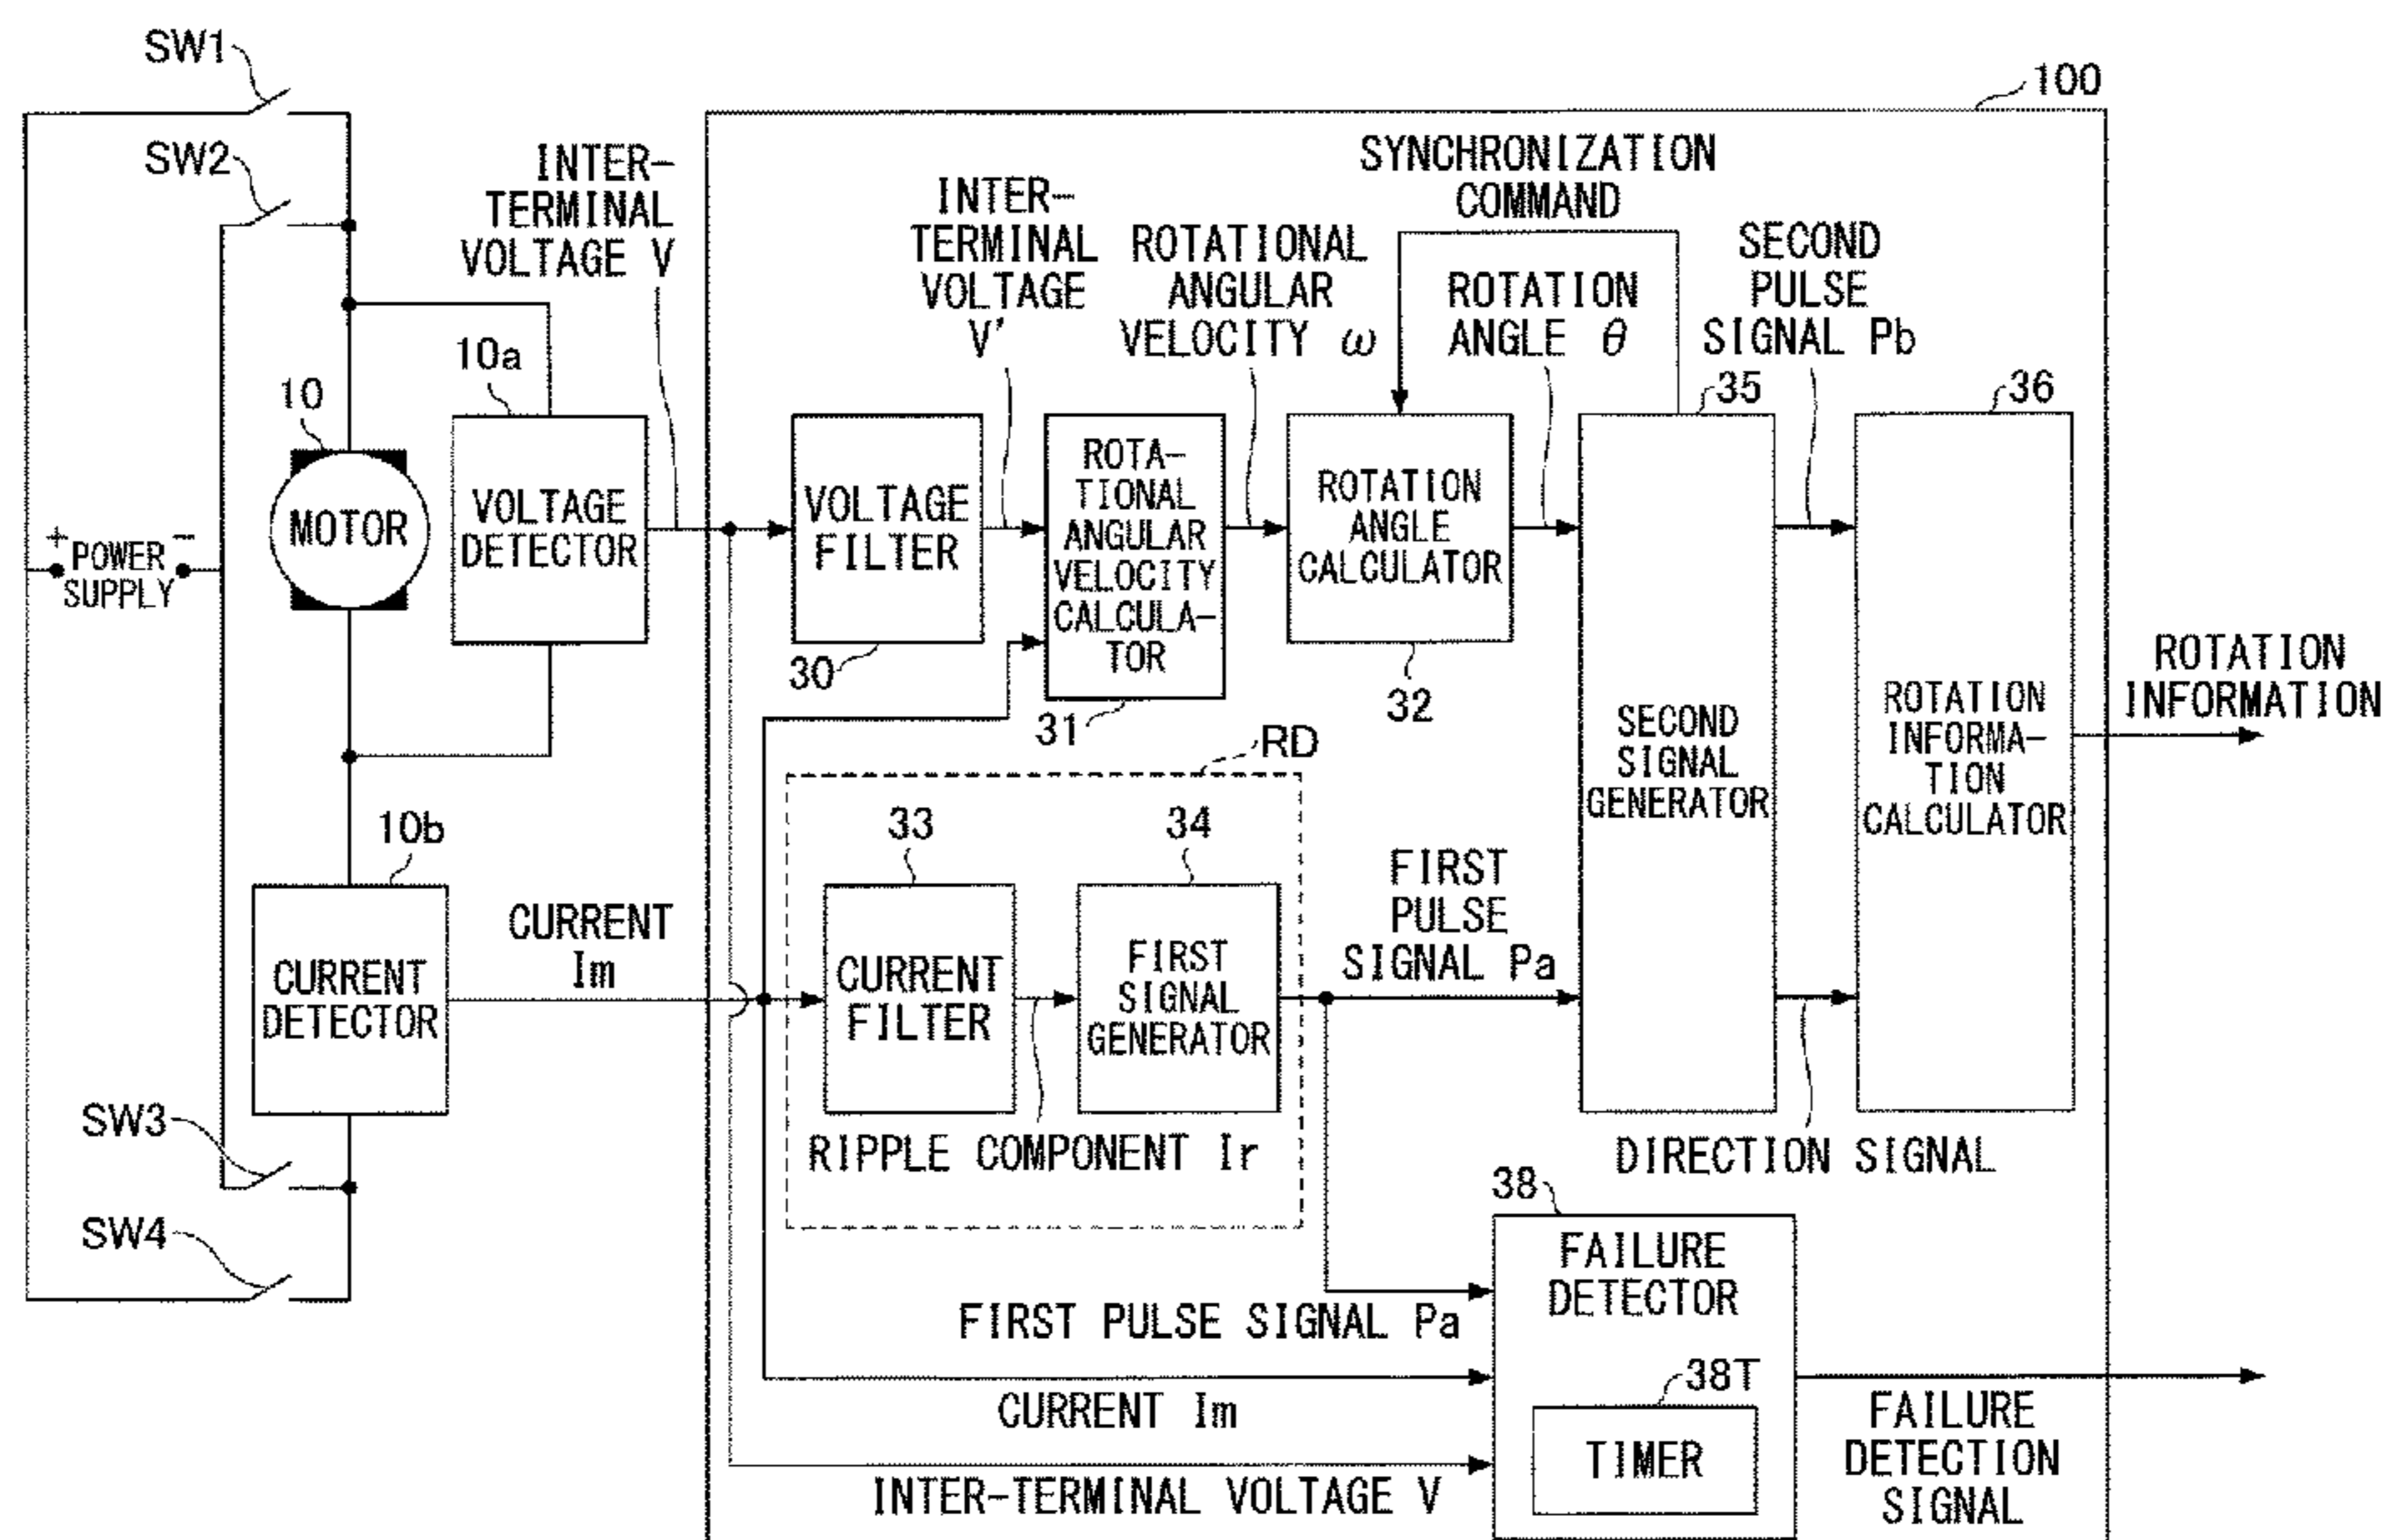 SW1
SW2
100
INTER-
TERMINAL
VOLTAGE V
INTER-
TERMINAL
VOLTAGE
V'
ROTATIONAL
ANGULAR
VELOCITY ω
SYNCHRONIZATION
COMMAND
ROTATION
ANGLE θ
SECOND
PULSE
SIGNAL Pb
10
10a
35
36
+ POWER -
SUPPLY
MOTOR
VOLTAGE
DETECTOR
VOLTAGE
FILTER
30
ROTA-
TIONAL
ANGULAR
VELOCITY
CALCULA-
TOR
31
ROTATION
ANGLE
CALCULATOR
32
SECOND
SIGNAL
GENERATOR
ROTATION
INFORMA-
TION
CALCULATOR
ROTATION
INFORMATION
RD
10b
CURRENT
DETECTOR
CURRENT
Im
33
CURRENT
FILTER
34
FIRST
SIGNAL
GENERATOR
RIPPLE COMPONENT Ir
FIRST
PULSE
SIGNAL Pa
DIRECTION SIGNAL
SW3
SW4
38
FAILURE
DETECTOR
38T
TIMER
FIRST PULSE SIGNAL Pa
CURRENT Im
INTER-TERMINAL VOLTAGE V
FAILURE
DETECTION
SIGNAL